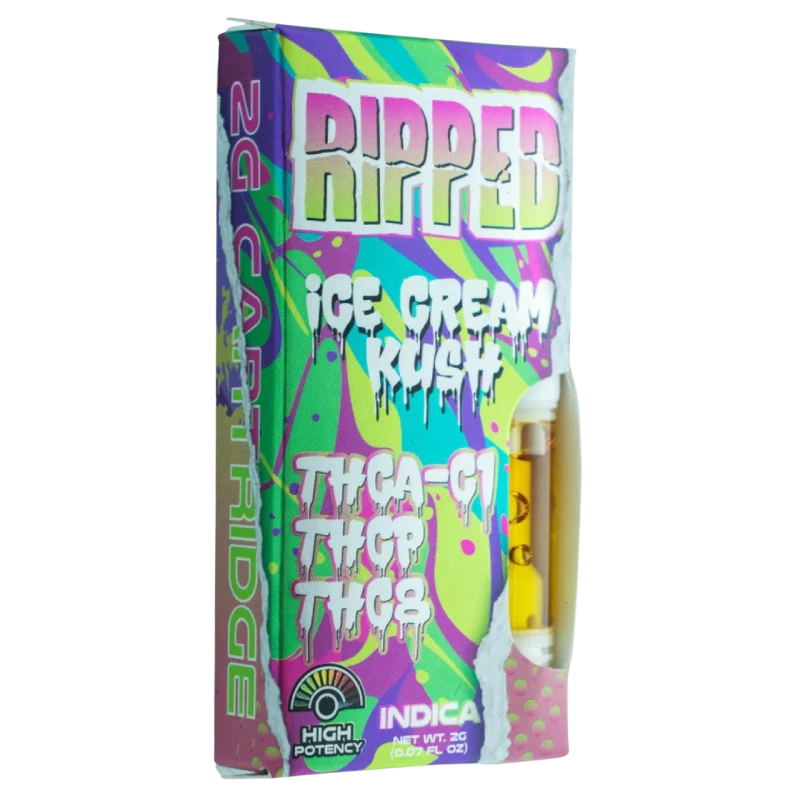 2G CARTRIDGE
RIPPED
ICE CREAM
KUSH
THCA-C1
THCP
THC8
HIGH
POTENCY
INDICA
NET WT. 2G
(0.07 FL OZ)